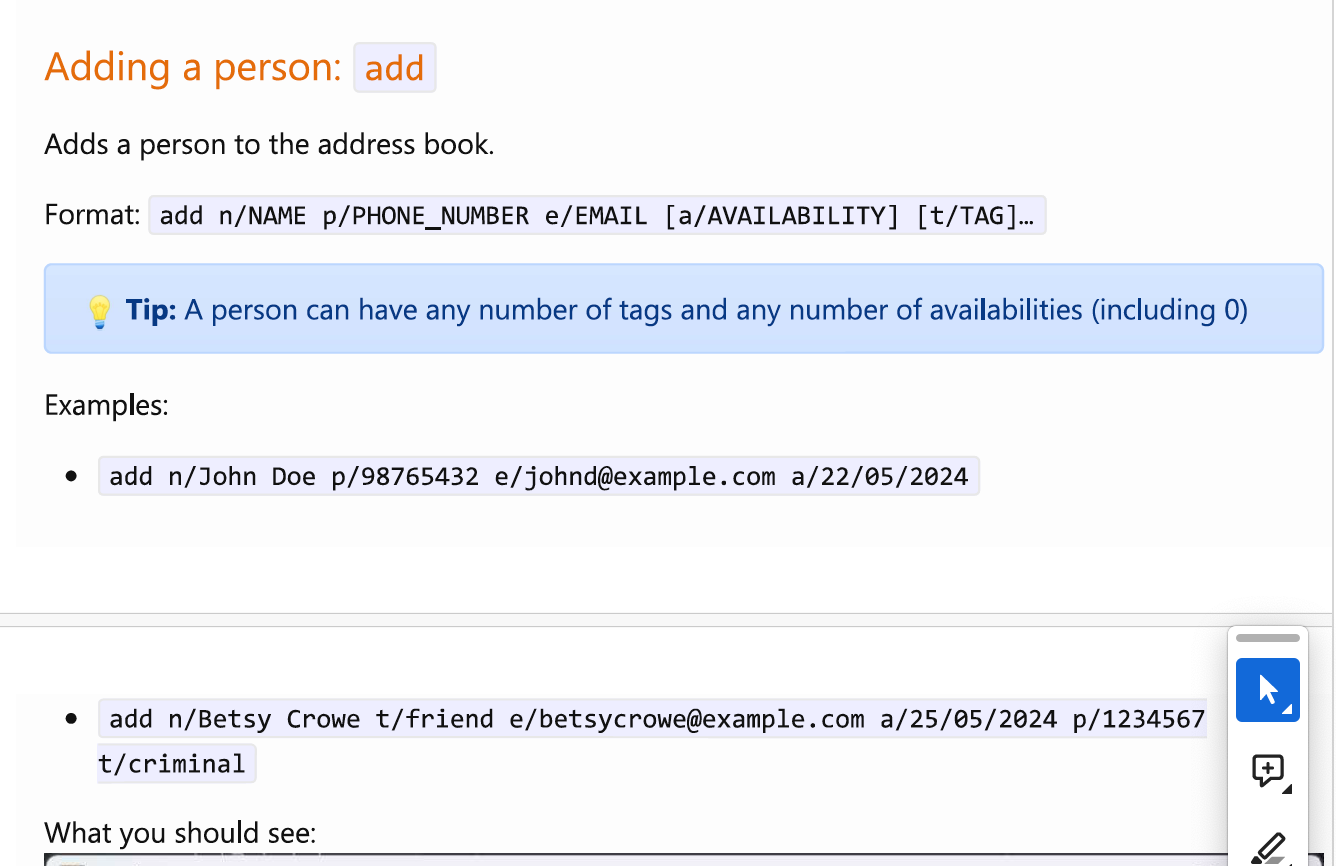 Adding a person: add
Adds a person to the address book.
Format: add n/NAME p/PHONE_NUMBER e/EMAIL [a/AVAILABILITY] [t/TAG]…
💡 Tip: A person can have any number of tags and any number of availabilities (including 0)
Examples:
• add n/John Doe p/98765432 e/johnd@example.com a/22/05/2024
• add n/Betsy Crowe t/friend e/betsycrowe@example.com a/25/05/2024 p/1234567
t/criminal
What you should see: